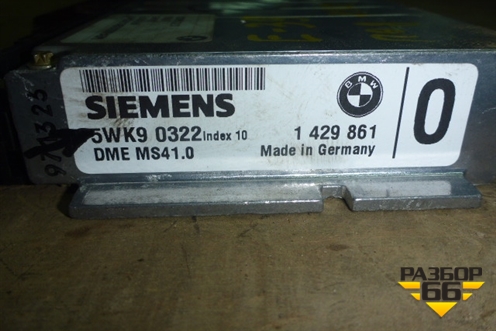 SIEMENS
BMW
5WK9 0322 Index 10
1 429 861
0
DME MS41.0
Made in Germany
РАЗБОР
66